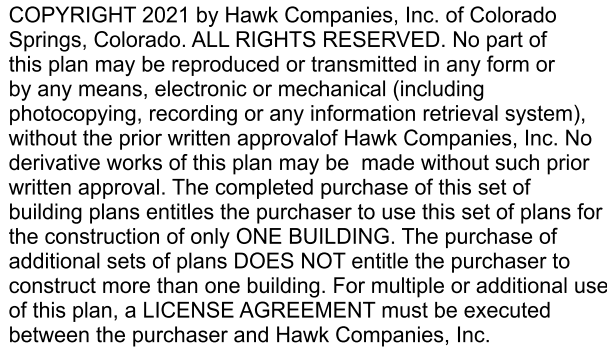 COPYRIGHT 2021 by Hawk Companies, Inc. of Colorado
Springs, Colorado. ALL RIGHTS RESERVED. No part of
this plan may be reproduced or transmitted in any form or
by any means, electronic or mechanical (including
photocopying, recording or any information retrieval system),
without the prior written approvalof Hawk Companies, Inc. No
derivative works of this plan may be  made without such prior
written approval. The completed purchase of this set of
building plans entitles the purchaser to use this set of plans for
the construction of only ONE BUILDING. The purchase of
additional sets of plans DOES NOT entitle the purchaser to
construct more than one building. For multiple or additional use
of this plan, a LICENSE AGREEMENT must be executed
between the purchaser and Hawk Companies, Inc.